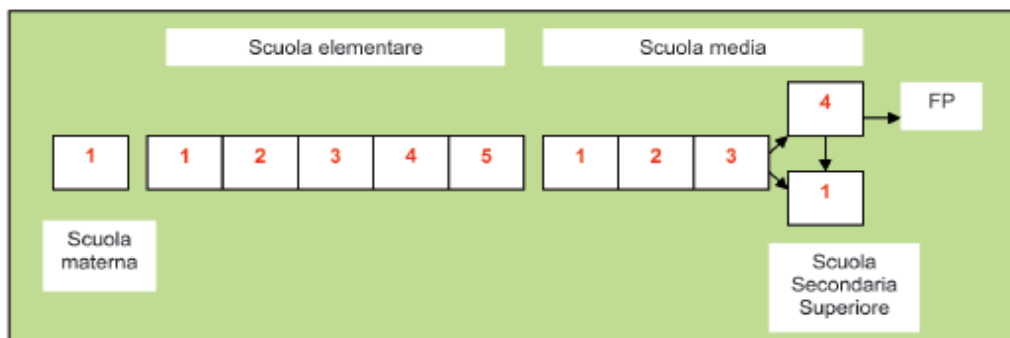 Scuola elementare
Scuola media
4
FP
1
1 2 3 4 5
1 2 3
1
Scuola
materna
Scuola
Secondaria
Superiore